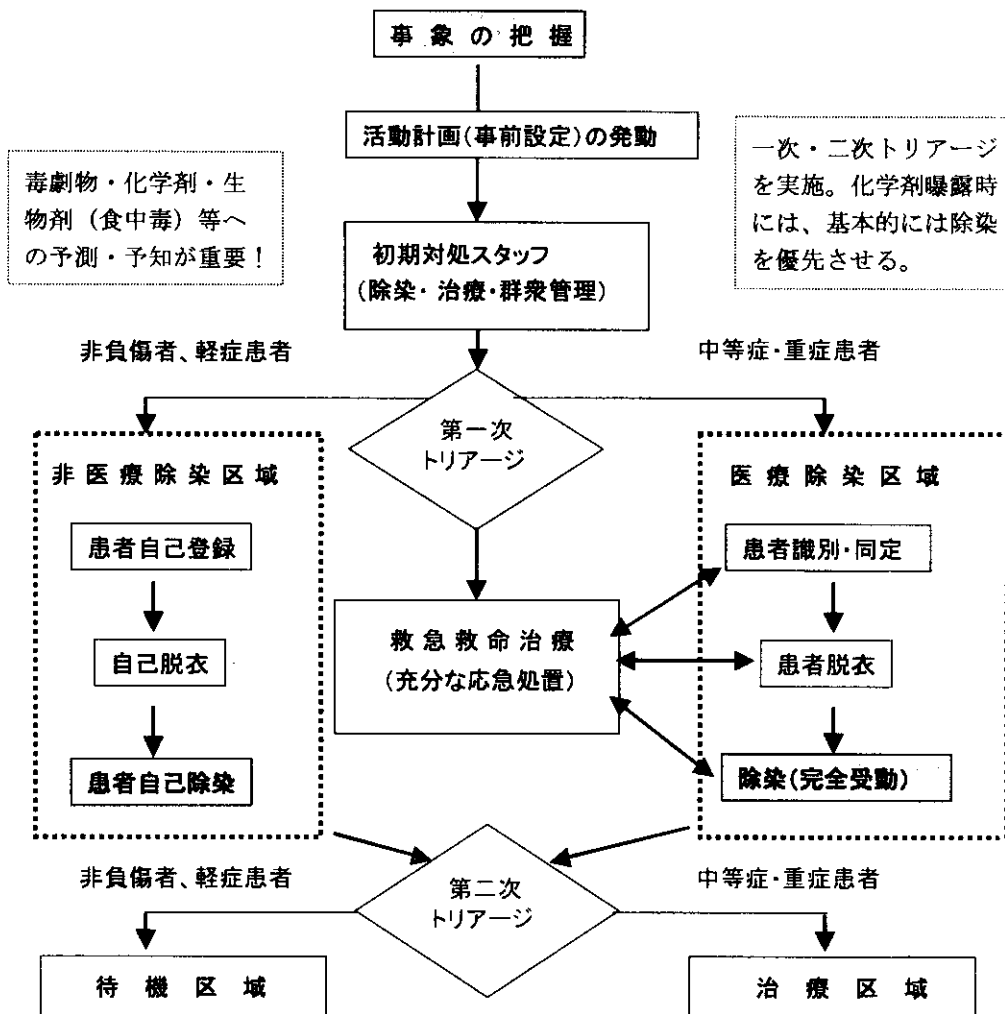 事象の把握
活動計画(事前設定)の発動
毒劇物・化学剤・生
物剤（食中毒）等へ
の予測・予知が重要！
一次・二次トリアージ
を実施。化学剤曝露時
には、基本的には除染
を優先させる。
初期対処スタッフ
(除染・治療・群衆管理)
非負傷者、軽症患者
中等症・重症患者
第一次
トリアージ
非医療除染区域
患者自己登録
自己脱衣
患者自己除染
救急救命治療
(充分な応急処置)
医療除染区域
患者識別・同定
患者脱衣
除染(完全受動)
非負傷者、軽症患者
中等症・重症患者
第二次
トリアージ
待機区域
治療区域